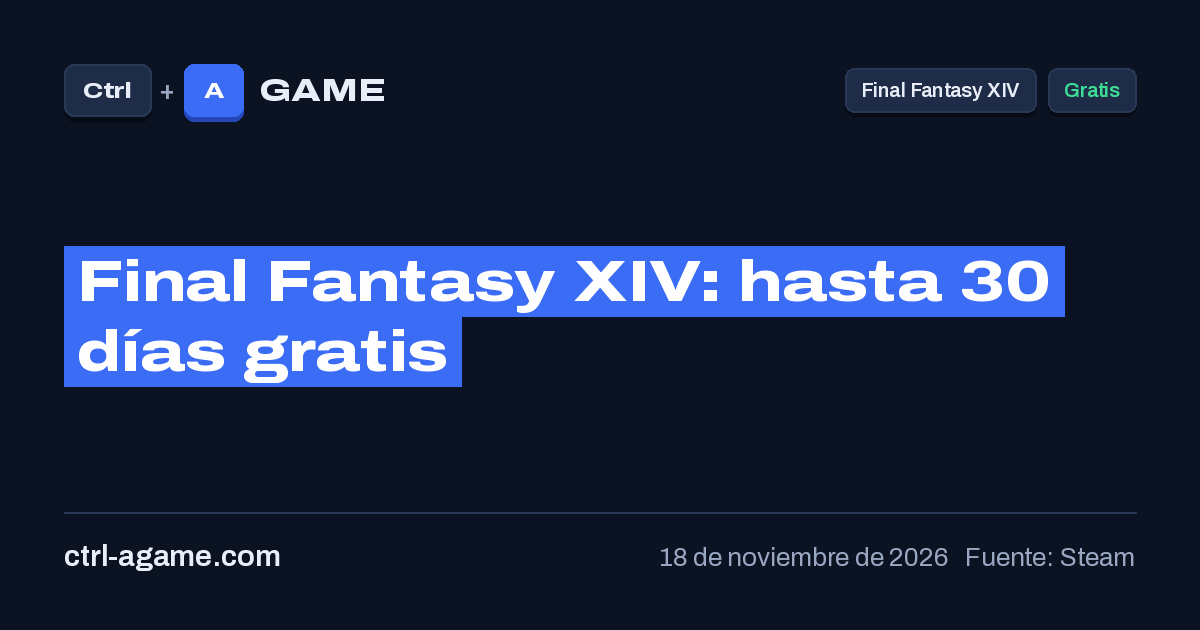 Ctrl + A GAME
Final Fantasy XIV Gratis
Final Fantasy XIV: hasta 30
días gratis
ctrl-agame.com
18 de noviembre de 2026 Fuente: Steam